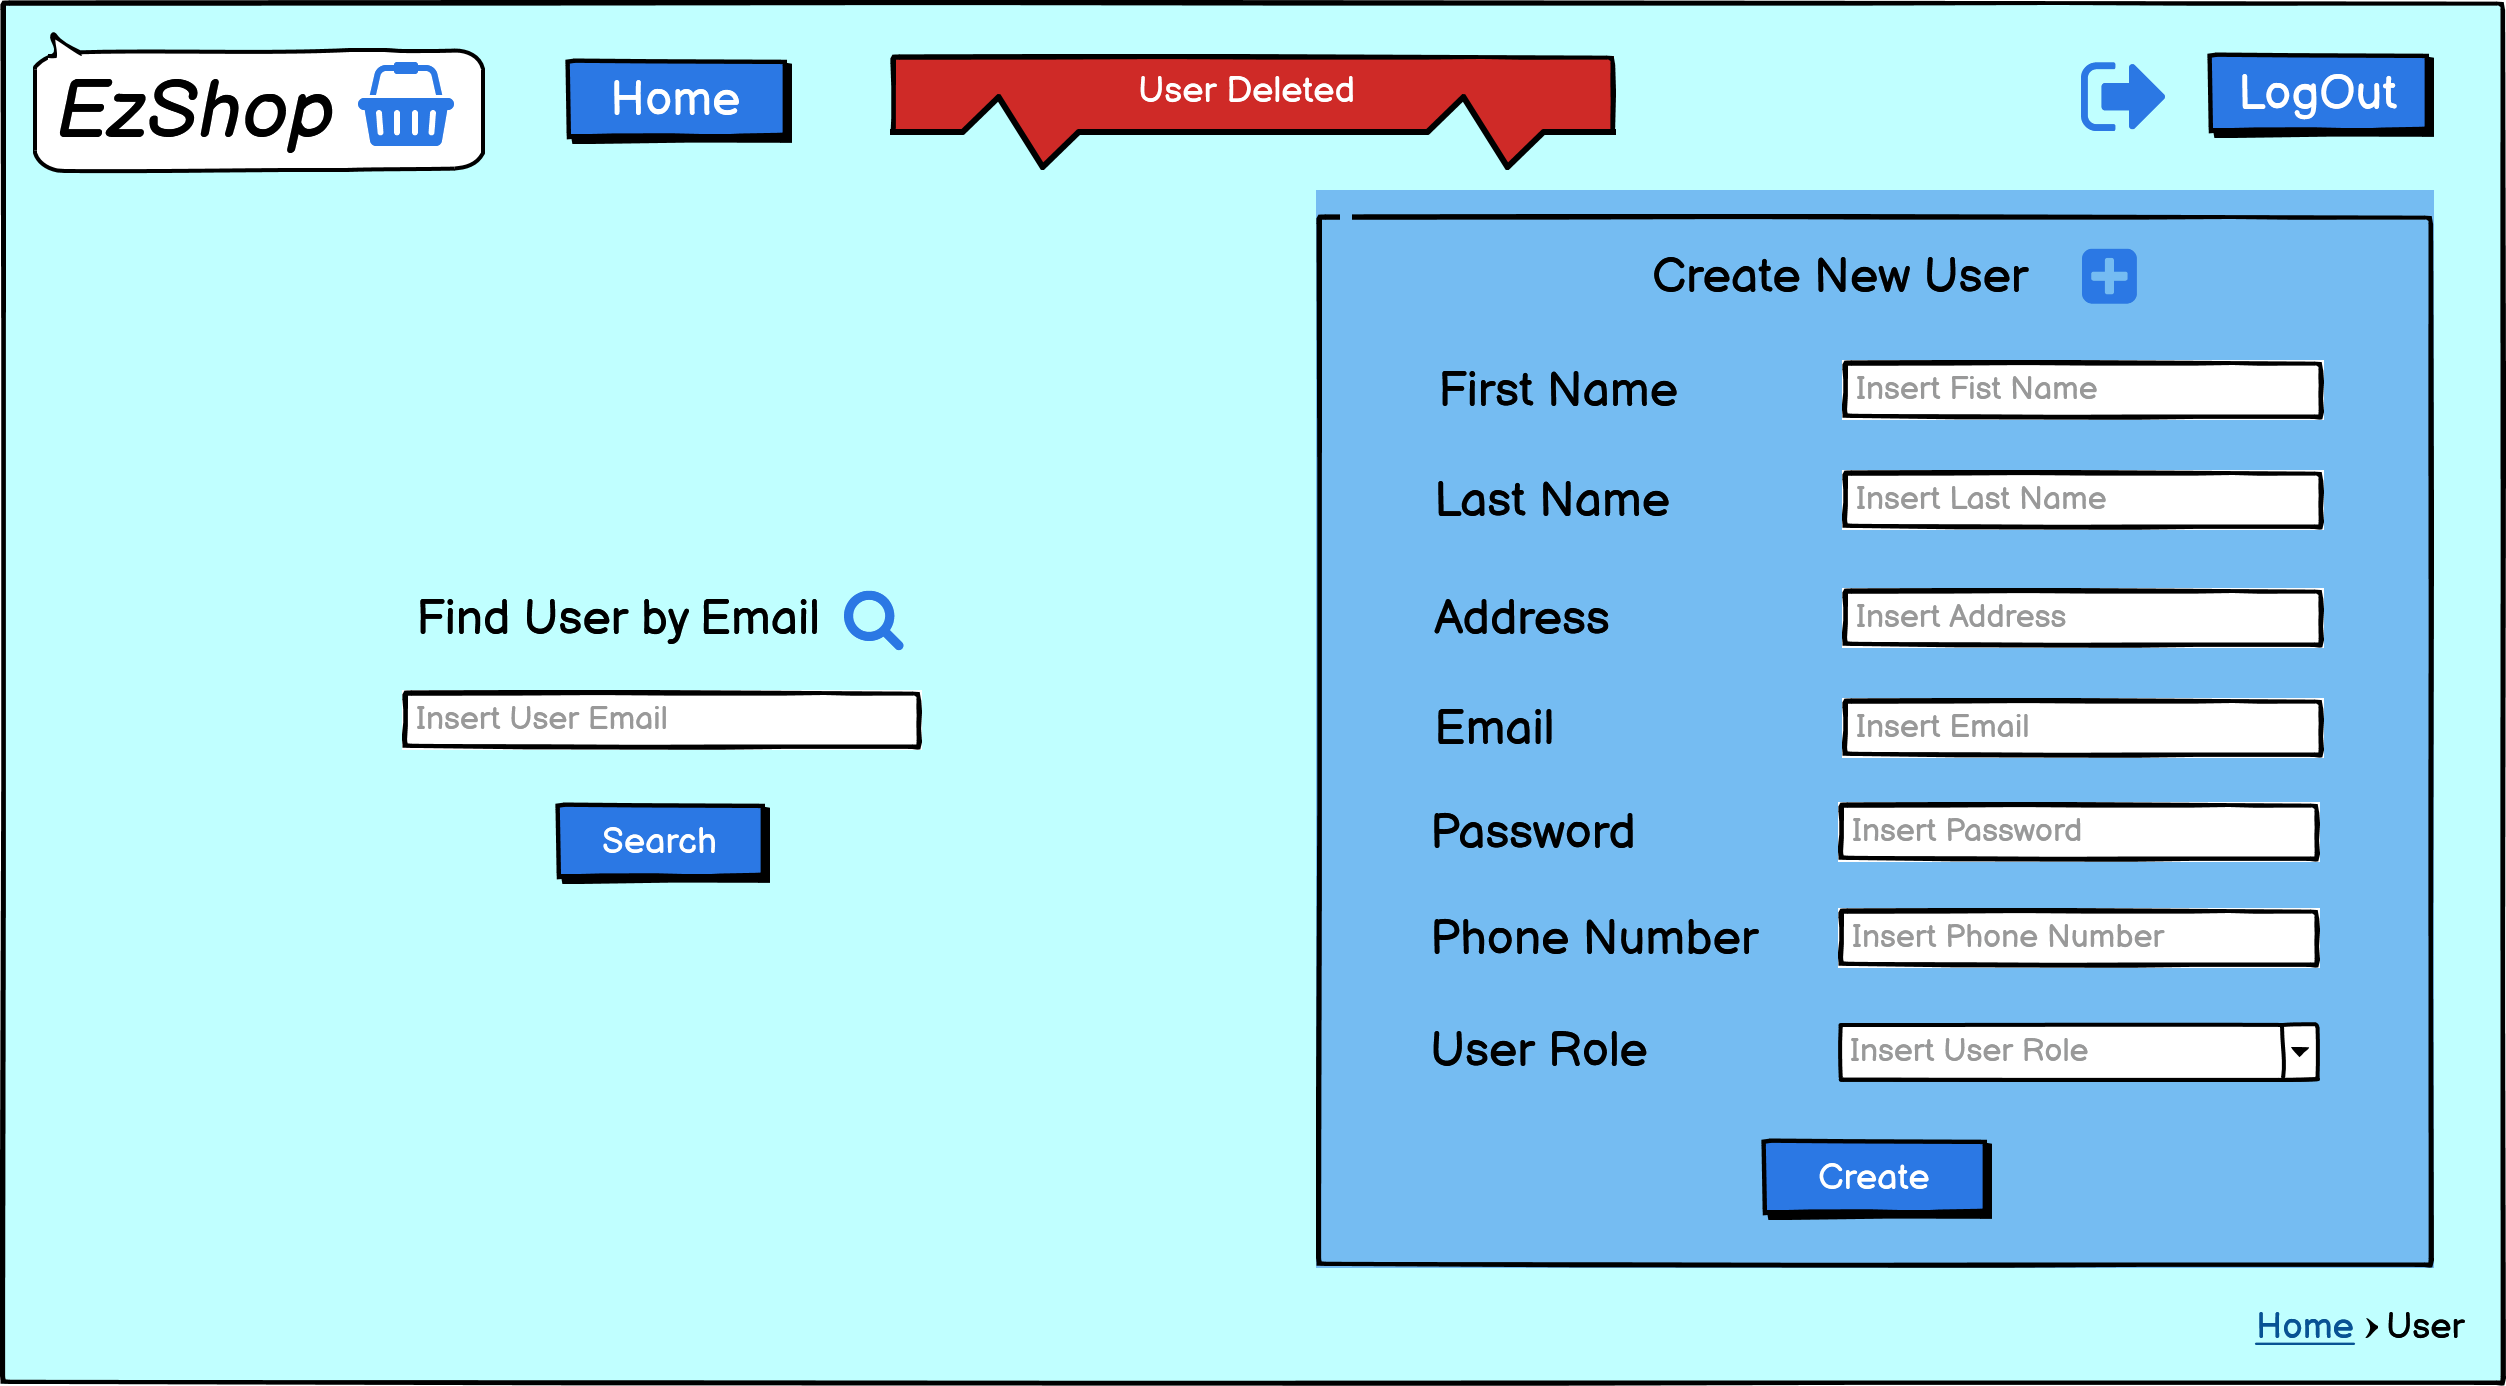 EzShop
Home
User Deleted
LogOut
Create New User
First Name
Insert Fist Name
Last Name
Insert Last Name
Address
Insert Address
Email
Insert Email
Password
Insert Password
Phone Number
Insert Phone Number
User Role
Insert User Role
Create
Find User by Email
Insert User Email
Search
Home › User